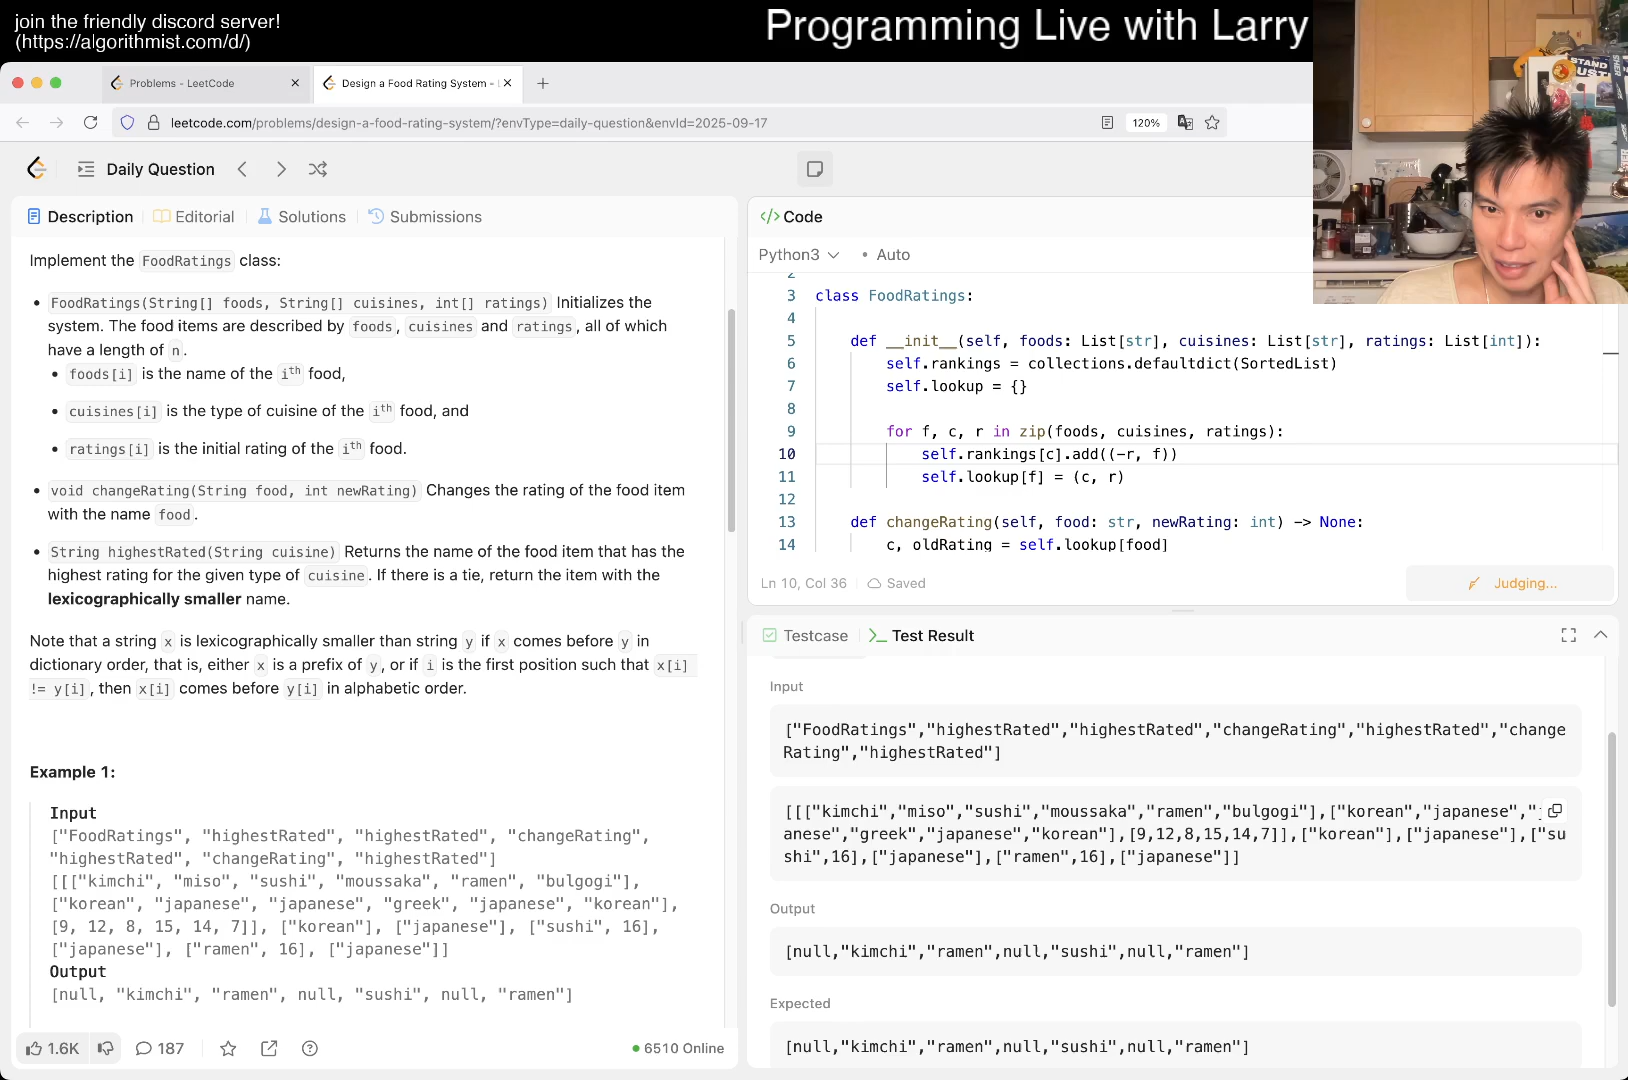 join the friendly discord server!
(https://algorithmist.com/d/)
Programming Live with Larry
Problems - LeetCode
Design a Food Rating System - L
leetcode.com/problems/design-a-food-rating-system/?envType=daily-question&envId=2025-09-17
120%
Daily Question
Description
Editorial
Solutions
Submissions
Implement the FoodRatings class:
• FoodRatings(String[] foods, String[] cuisines, int[] ratings) Initializes the
system. The food items are described by foods, cuisines and ratings, all of which
have a length of n.
• foods[i] is the name of the ith food,
• cuisines[i] is the type of cuisine of the ith food, and
• ratings[i] is the initial rating of the ith food.
• void changeRating(String food, int newRating) Changes the rating of the food item
with the name food.
• String highestRated(String cuisine) Returns the name of the food item that has the
highest rating for the given type of cuisine. If there is a tie, return the item with the
lexicographically smaller name.
Note that a string x is lexicographically smaller than string y if x comes before y in
dictionary order, that is, either x is a prefix of y, or if i is the first position such that x[i]
!= y[i], then x[i] comes before y[i] in alphabetic order.
Example 1:
Input
["FoodRatings", "highestRated", "highestRated", "changeRating",
"highestRated", "changeRating", "highestRated"]
[[["kimchi", "miso", "sushi", "moussaka", "ramen", "bulgogi"],
["korean", "japanese", "japanese", "greek", "japanese", "korean"],
[9, 12, 8, 15, 14, 7]], ["korean"], ["japanese"], ["sushi", 16],
["japanese"], ["ramen", 16], ["japanese"]]
Output
[null, "kimchi", "ramen", null, "sushi", null, "ramen"]
1.6K
187
6510 Online
</> Code
Python3
• Auto
2
3 class FoodRatings:
4
5 def __init__(self, foods: List[str], cuisines: List[str], ratings: List[int]):
6 self.rankings = collections.defaultdict(SortedList)
7 self.lookup = {}
8
9 for f, c, r in zip(foods, cuisines, ratings):
10 self.rankings[c].add((-r, f))
11 self.lookup[f] = (c, r)
12
13 def changeRating(self, food: str, newRating: int) -> None:
14 c, oldRating = self.lookup[food]
Ln 10, Col 36
Saved
Judging...
Testcase
Test Result
Input
["FoodRatings","highestRated","highestRated","changeRating","highestRated","change
Rating","highestRated"]
[[["kimchi","miso","sushi","moussaka","ramen","bulgogi"],["korean","japanese","j
anese","greek","japanese","korean"],[9,12,8,15,14,7]],["korean"],["japanese"],["su
shi",16],["japanese"],["ramen",16],["japanese"]]
Output
[null,"kimchi","ramen",null,"sushi",null,"ramen"]
Expected
[null,"kimchi","ramen",null,"sushi",null,"ramen"]